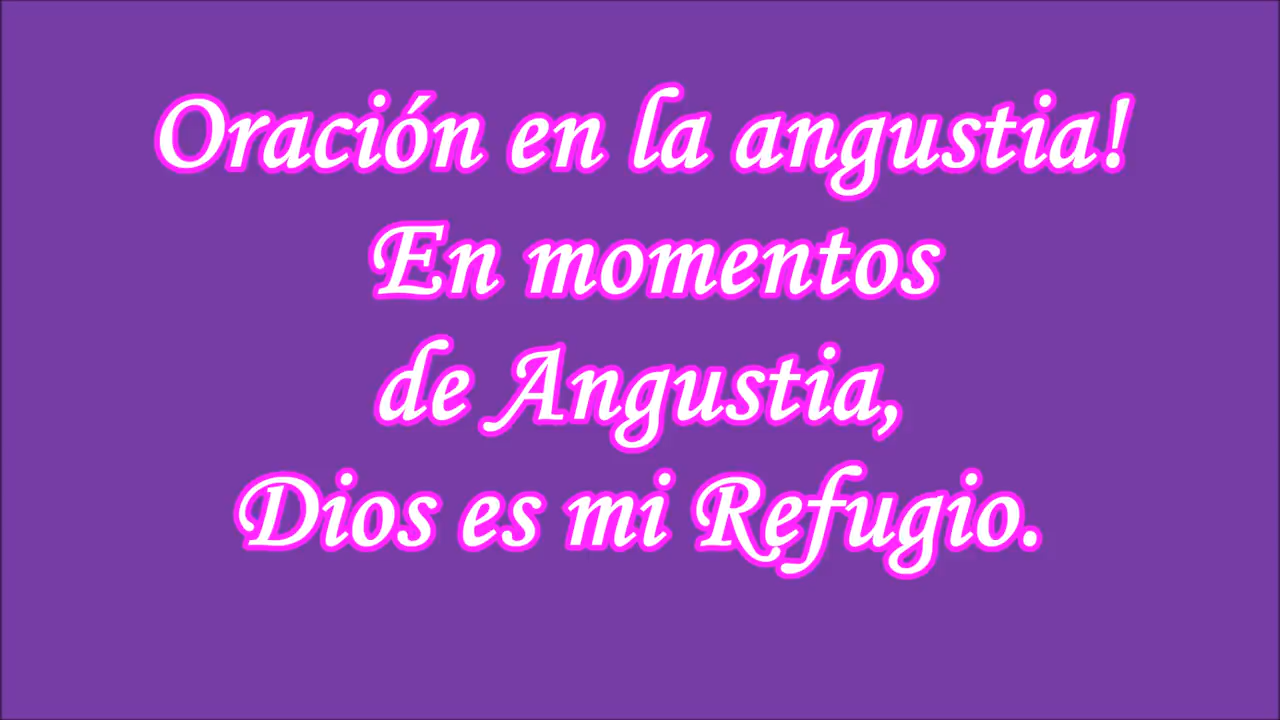 Oración en la angustia!
En momentos
de Angustia,
Dios es mi Refugio.